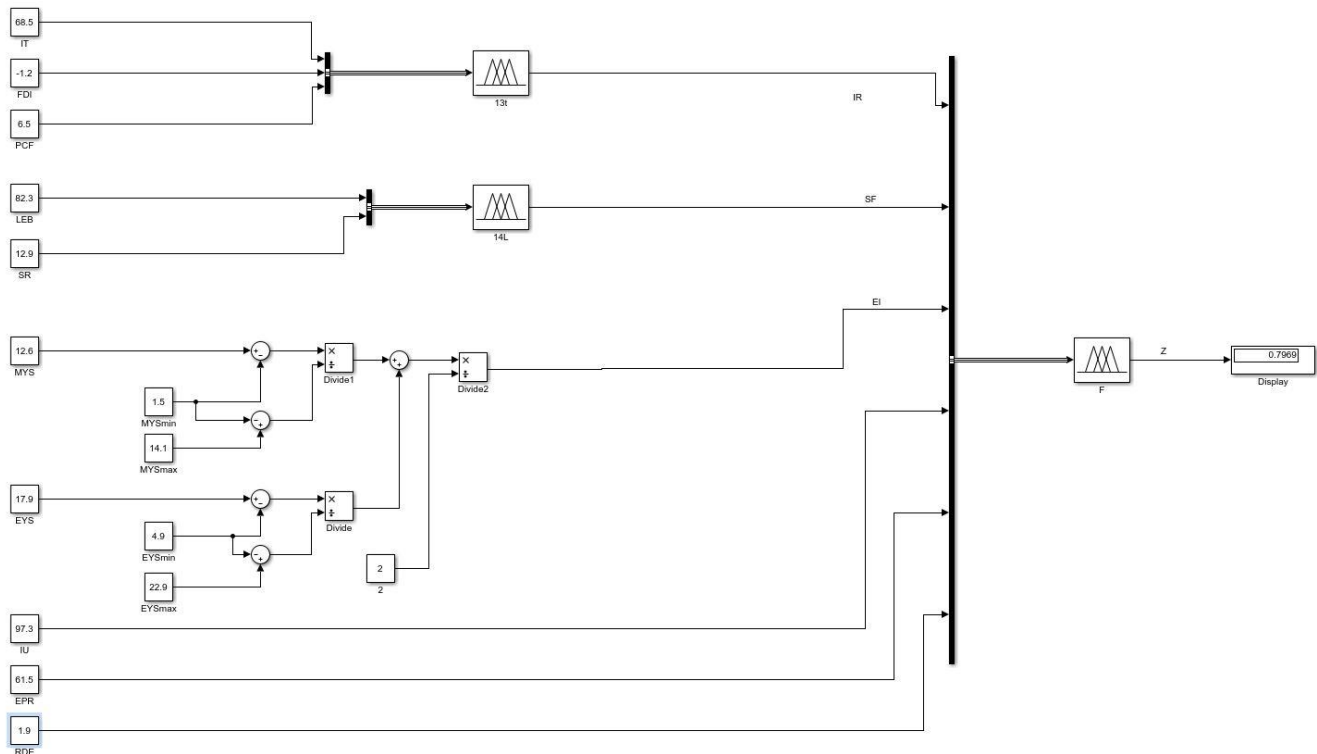 68.5
IT
-1.2
FDI
6.5
PCF
13t
IR
82.3
LEB
12.9
SR
14L
SF
12.6
MYS
1.5
MYSmin
14.1
MYSmax
Divide1
Divide2
EI
17.9
EYS
4.9
EYSmin
22.9
EYSmax
Divide
2
2
F
Z
0.7969
Display
97.3
IU
61.5
EPR
1.9